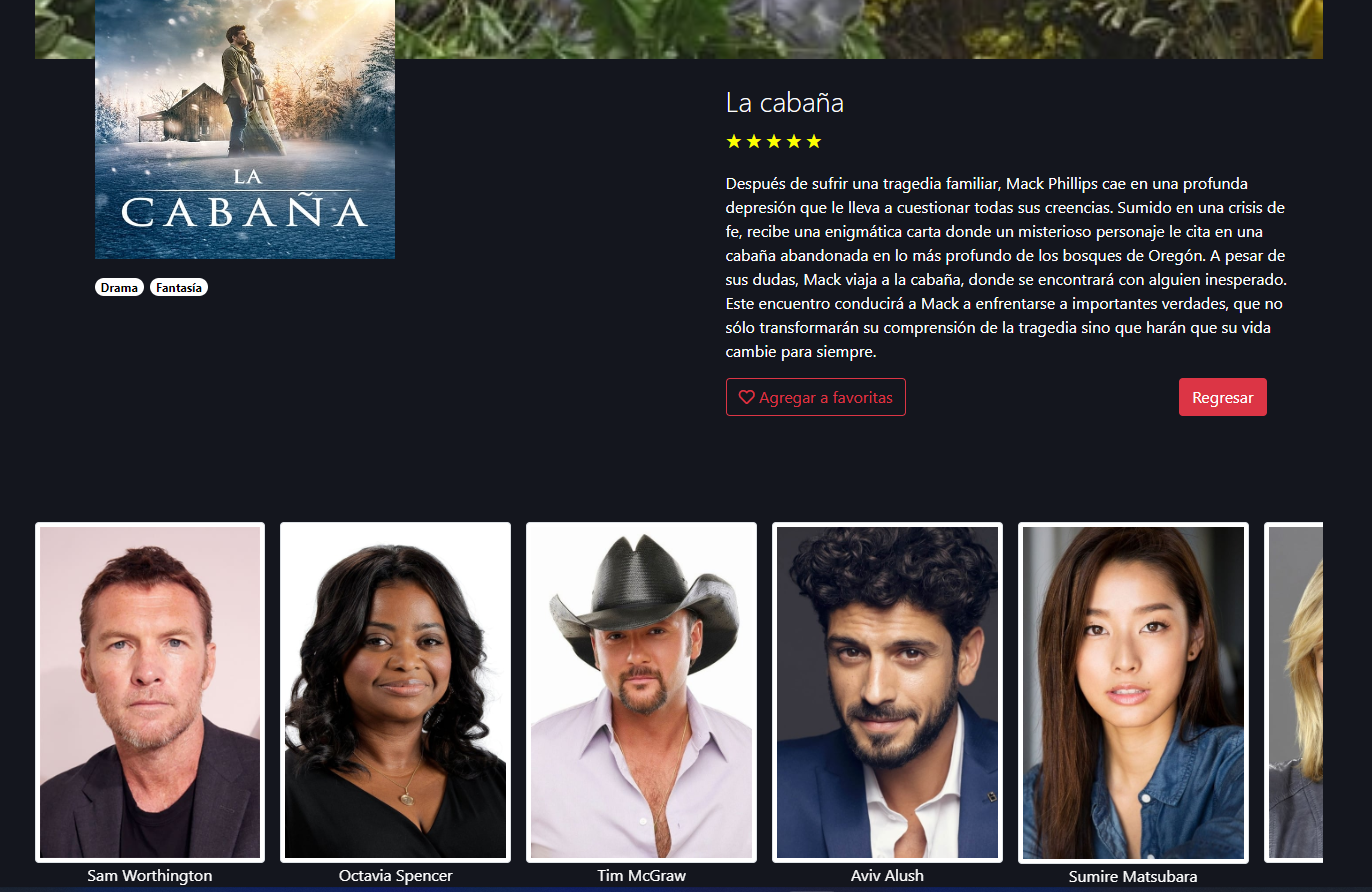 LA
CABAÑA
Drama Fantasía
La cabaña
Después de sufrir una tragedia familiar, Mack Phillips cae en una profunda
depresión que le lleva a cuestionar todas sus creencias. Sumido en una crisis de
fe, recibe una enigmática carta donde un misterioso personaje le cita en una
cabaña abandonada en lo más profundo de los bosques de Oregón. A pesar de
sus dudas, Mack viaja a la cabaña, donde se encontrará con alguien inesperado.
Este encuentro conducirá a Mack a enfrentarse a importantes verdades, que no
sólo transformarán su comprensión de la tragedia sino que harán que su vida
cambie para siempre.
Agregar a favoritas
Regresar
Sam Worthington
Octavia Spencer
Tim McGraw
Aviv Alush
Sumire Matsubara